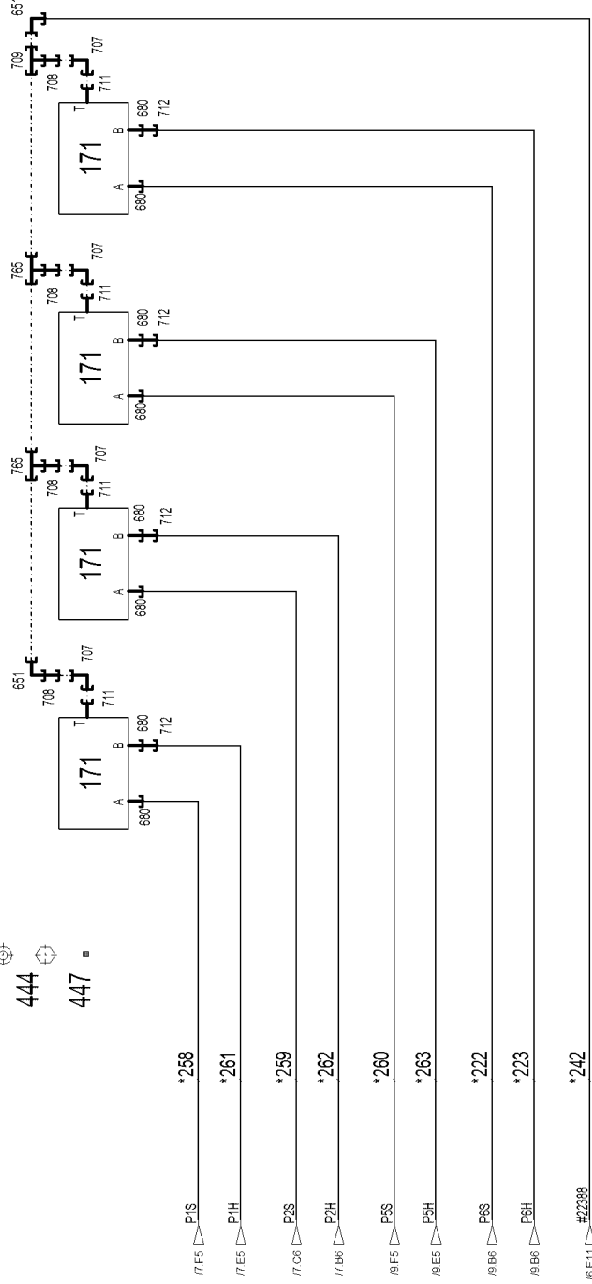 651
709
708
707
711
T
171
B
A
680
712
680
765
708
707
711
T
171
B
A
680
712
680
765
708
707
711
T
171
B
A
680
712
680
651
708
707
711
T
171
B
A
680
712
680
444
447
*258
*261
*259
*262
*260
*263
*222
*223
*242
P1S
P1H
P2S
P2H
P5S
P5H
P6S
P6H
#22388
/7.F5
/7.E5
/7.C6
/7.B6
/9.F5
/9.E5
/9.B6
/9.B6
/6.E11